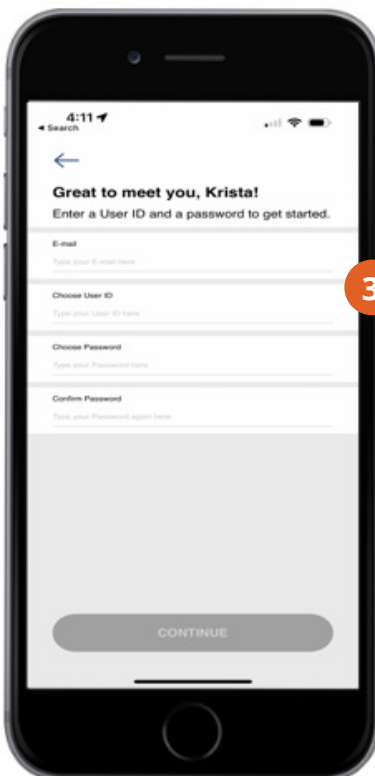 4:11
◂ Search
Great to meet you, Krista!
Enter a User ID and a password to get started.
E-mail
Type your E-mail here
3
Choose User ID
Type your User ID here
Choose Password
Type your Password here
Confirm Password
Type your Password again here
CONTINUE